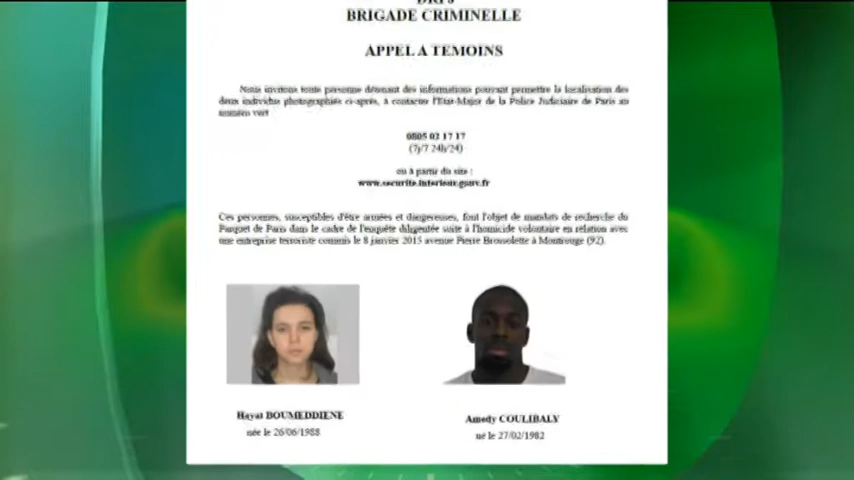 BRIGADE CRIMINELLE
APPEL A TEMOINS
Nous invitons toute personne détenant des informations pouvant permettre la localisation des
deux individus photographiés ci-après, à contacter l'Etat-Major de la Police Judiciaire de Paris au
numéro vert
0805 02 17 17
(7j/7 24h/24)
ou à partir du site :
www.securite.interieur.gouv.fr
Ces personnes, susceptibles d'être armées et dangereuses, font l'objet de mandats de recherche du
Parquet de Paris dans le cadre de l'enquête diligentée suite à l'homicide volontaire en relation avec
une entreprise terroriste commis le 8 janvier 2015 avenue Pierre Brossolette à Montrouge (92).
Hayat BOUMEDDIENE
Amedy COULIBALY
née le 26/06/1988
né le 27/02/1982